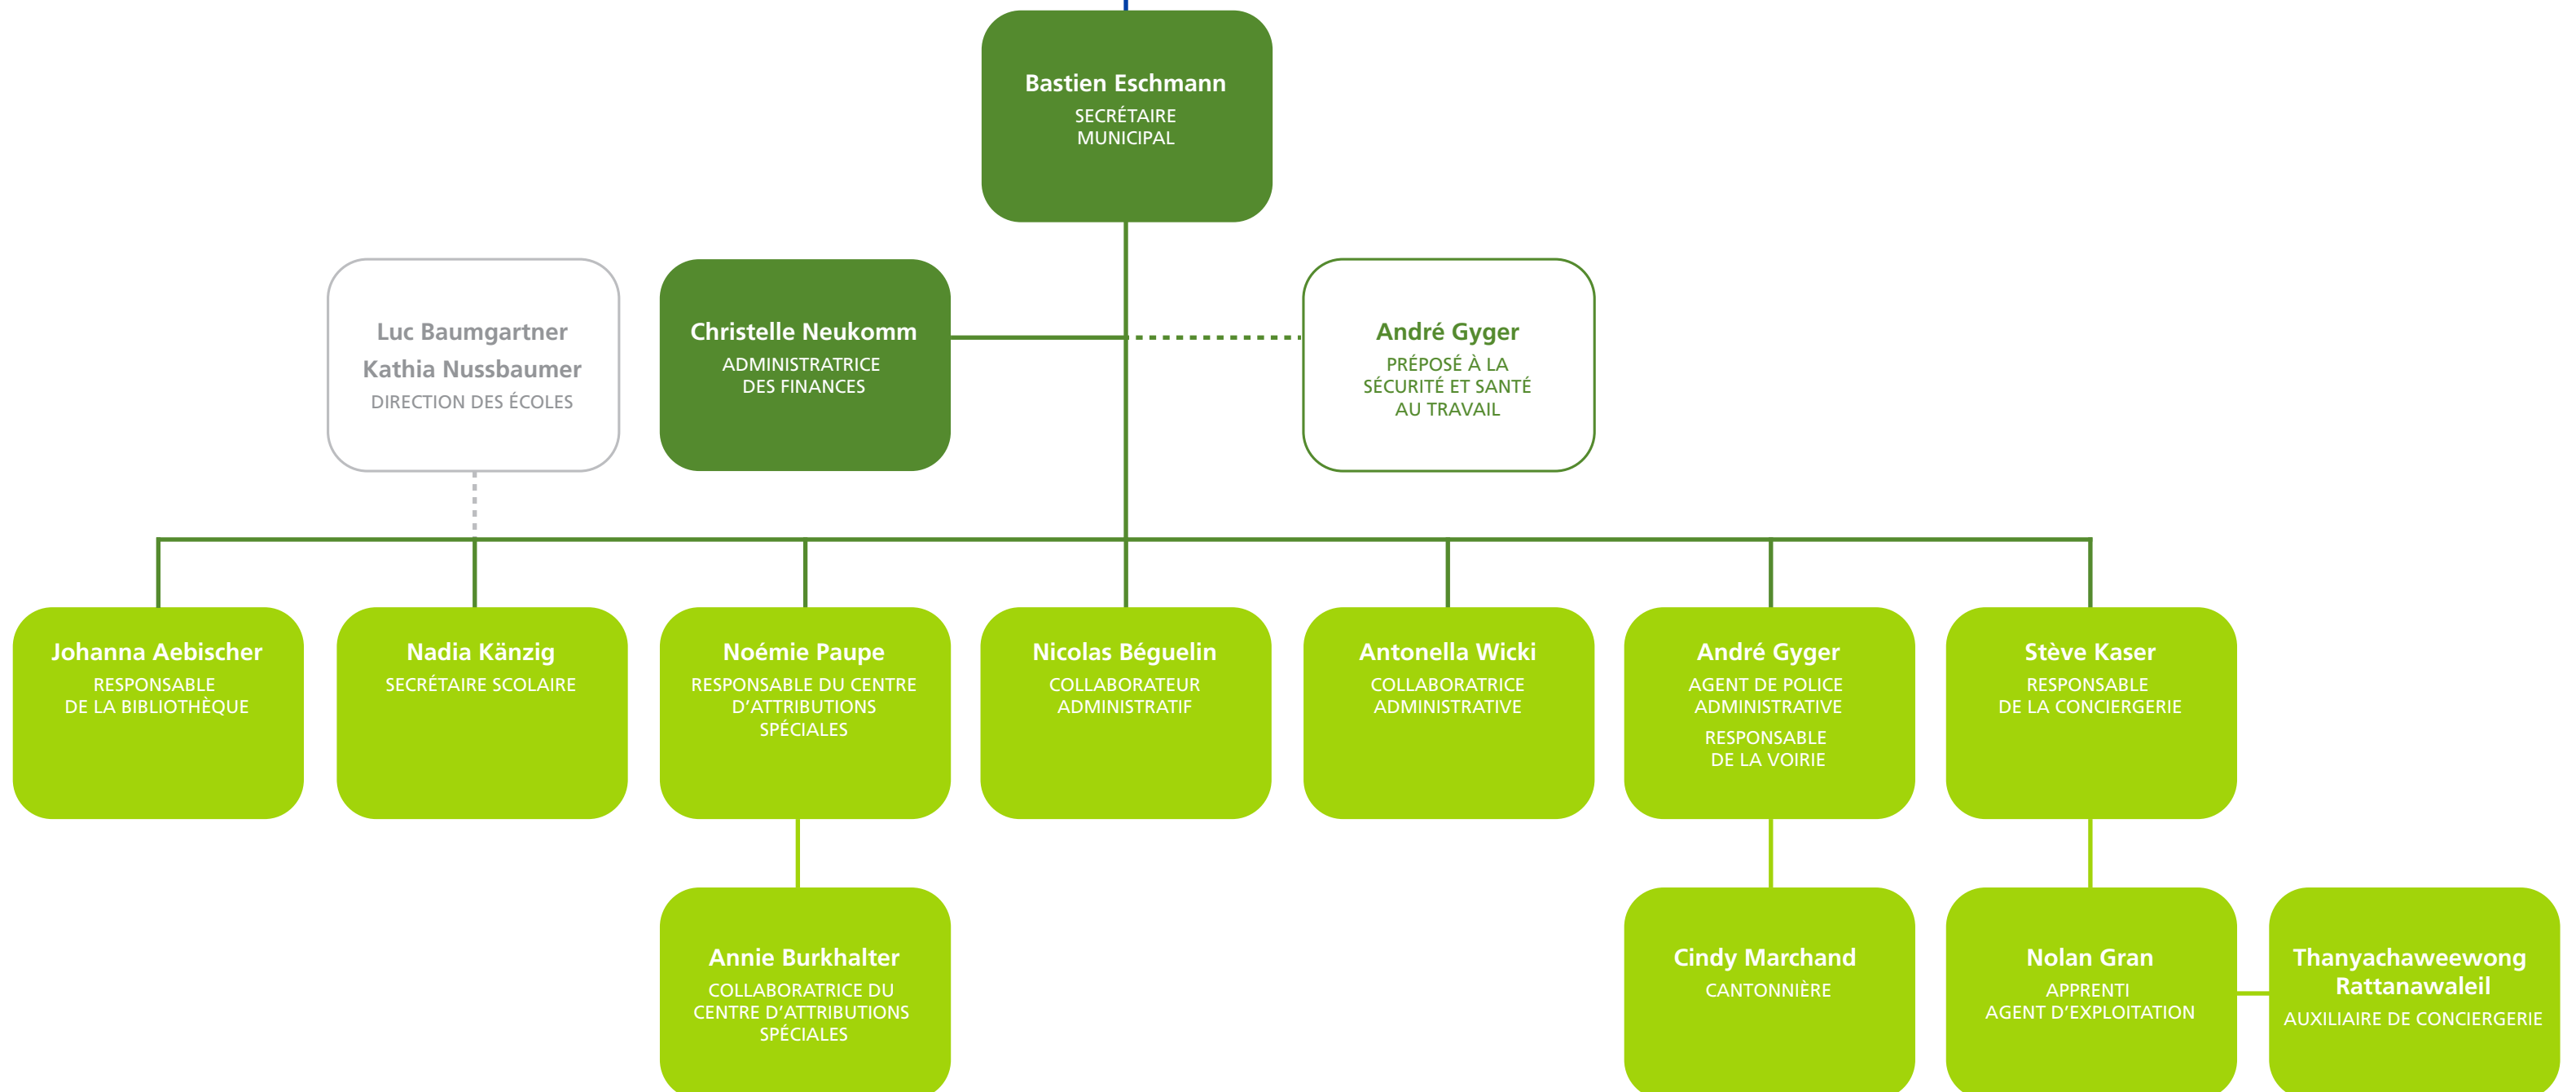 Bastien Eschmann
SECRÉTAIRE
MUNICIPAL
Luc Baumgartner
Kathia Nussbaumer
DIRECTION DES ÉCOLES
Christelle Neukomm
ADMINISTRATRICE
DES FINANCES
André Gyger
PRÉPOSÉ À LA
SÉCURITÉ ET SANTÉ
AU TRAVAIL
Johanna Aebischer
RESPONSABLE
DE LA BIBLIOTHÈQUE
Nadia Känzig
SECRÉTAIRE SCOLAIRE
Noémie Paupe
RESPONSABLE DU CENTRE
D’ATTRIBUTIONS
SPÉCIALES
Nicolas Béguelin
COLLABORATEUR
ADMINISTRATIF
Antonella Wicki
COLLABORATRICE
ADMINISTRATIVE
André Gyger
AGENT DE POLICE
ADMINISTRATIVE
RESPONSABLE
DE LA VOIRIE
Stève Kaser
RESPONSABLE
DE LA CONCIERGERIE
Annie Burkhalter
COLLABORATRICE DU
CENTRE D’ATTRIBUTIONS
SPÉCIALES
Cindy Marchand
CANTONNIÈRE
Nolan Gran
APPRENTI
AGENT D’EXPLOITATION
Thanyachaweewong
Rattanawaleil
AUXILIAIRE DE CONCIERGERIE